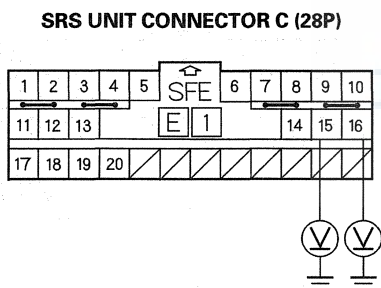 SRS UNIT CONNECTOR C (28P)
1 2 3 4 5 SFE 6 7 8 9 10
11 12 13 E 1 14 15 16
17 18 19 20
V V